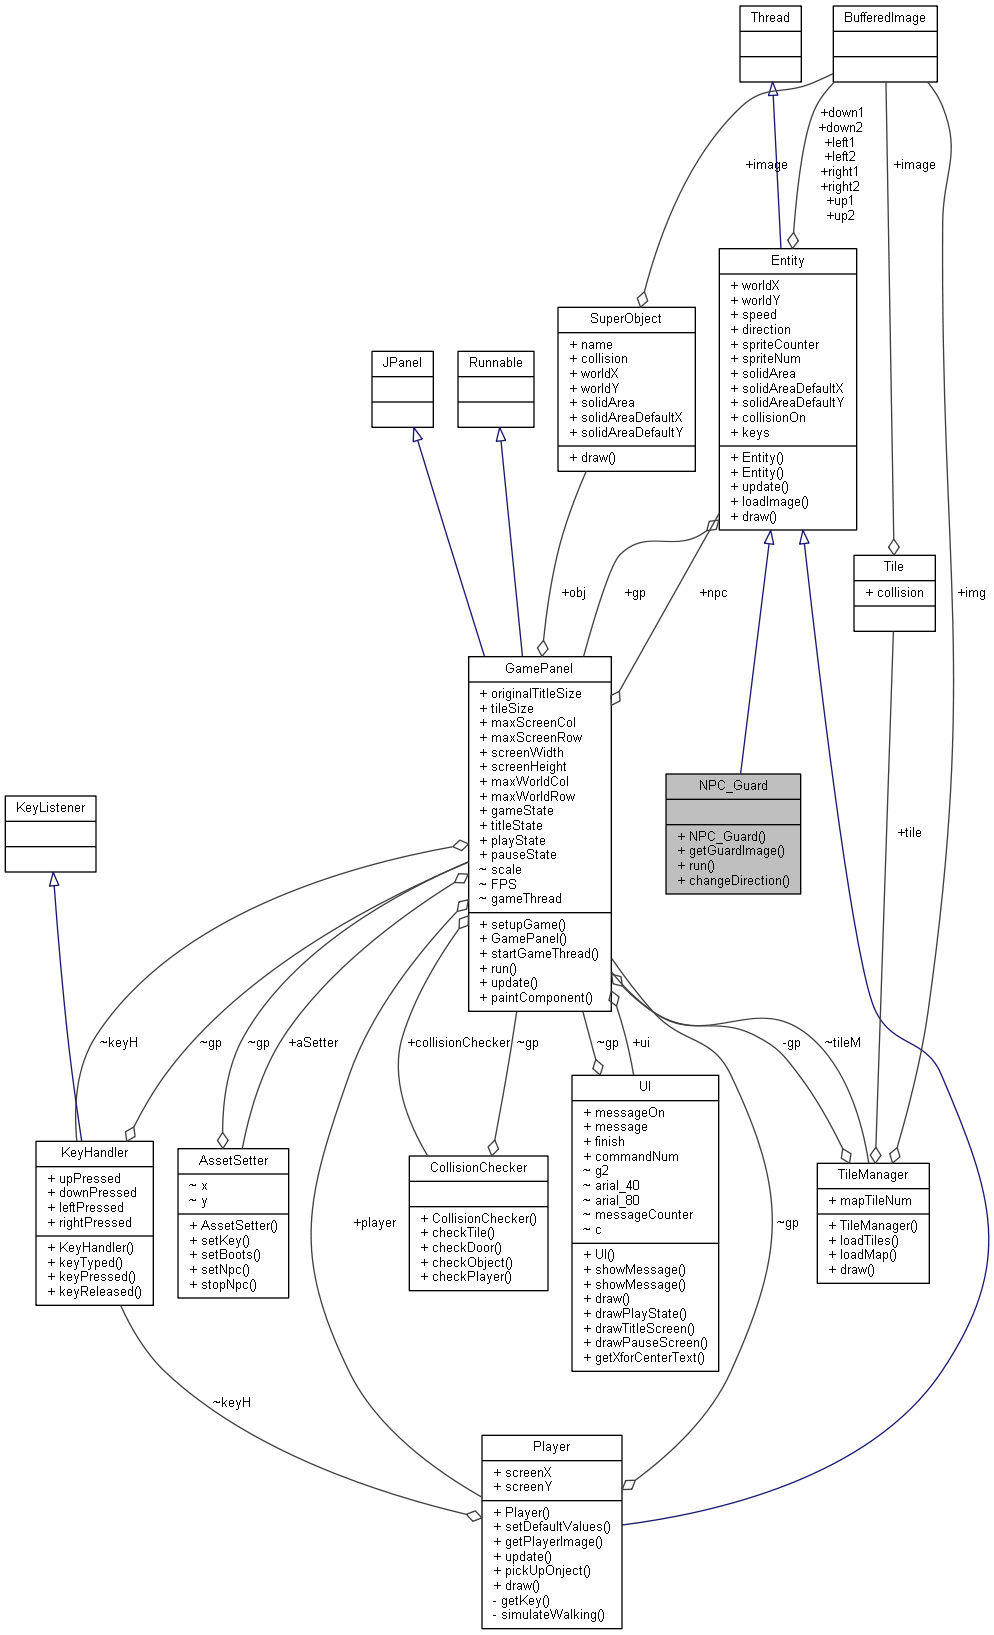 Thread
BufferedImage
+down1
+down2
+left1
+left2
+right1
+right2
+up1
+up2
+image
+image
Entity
+ worldX
+ worldY
+ speed
+ direction
+ spriteCounter
+ spriteNum
+ solidArea
+ solidAreaDefaultX
+ solidAreaDefaultY
+ collisionOn
+ keys
+ Entity()
+ Entity()
+ update()
+ loadImage()
+ draw()
SuperObject
+ name
+ collision
+ worldX
+ worldY
+ solidArea
+ solidAreaDefaultX
+ solidAreaDefaultY
+ draw()
JPanel
Runnable
Tile
+ collision
+obj
+gp
+npc
+img
GamePanel
+ originalTitleSize
+ tileSize
+ maxScreenCol
+ maxScreenRow
+ screenWidth
+ screenHeight
+ maxWorldCol
+ maxWorldRow
+ gameState
+ titleState
+ playState
+ pauseState
~ scale
~ FPS
~ gameThread
+ setupGame()
+ GamePanel()
+ startGameThread()
+ run()
+ update()
+ paintComponent()
NPC_Guard
+ NPC_Guard()
+ getGuardImage()
+ run()
+ changeDirection()
KeyListener
+tile
~keyH
~gp
~gp
+aSetter
+collisionChecker
~gp
~gp
+ui
-gp
~tileM
KeyHandler
+ upPressed
+ downPressed
+ leftPressed
+ rightPressed
+ KeyHandler()
+ keyTyped()
+ keyPressed()
+ keyReleased()
AssetSetter
~ x
~ y
+ AssetSetter()
+ setKey()
+ setBoots()
+ setNpc()
+ stopNpc()
CollisionChecker
+ CollisionChecker()
+ checkTile()
+ checkDoor()
+ checkObject()
+ checkPlayer()
UI
+ messageOn
+ message
+ finish
+ commandNum
~ g2
~ arial_40
~ arial_80
~ messageCounter
~ c
+ UI()
+ showMessage()
+ showMessage()
+ draw()
+ drawPlayState()
+ drawTitleScreen()
+ drawPauseScreen()
+ getXforCenterText()
TileManager
+ mapTileNum
+ TileManager()
+ loadTiles()
+ loadMap()
+ draw()
+player
~gp
~keyH
Player
+ screenX
+ screenY
+ Player()
+ setDefaultValues()
+ getPlayerImage()
+ update()
+ pickUpOnject()
+ draw()
- getKey()
- simulateWalking()